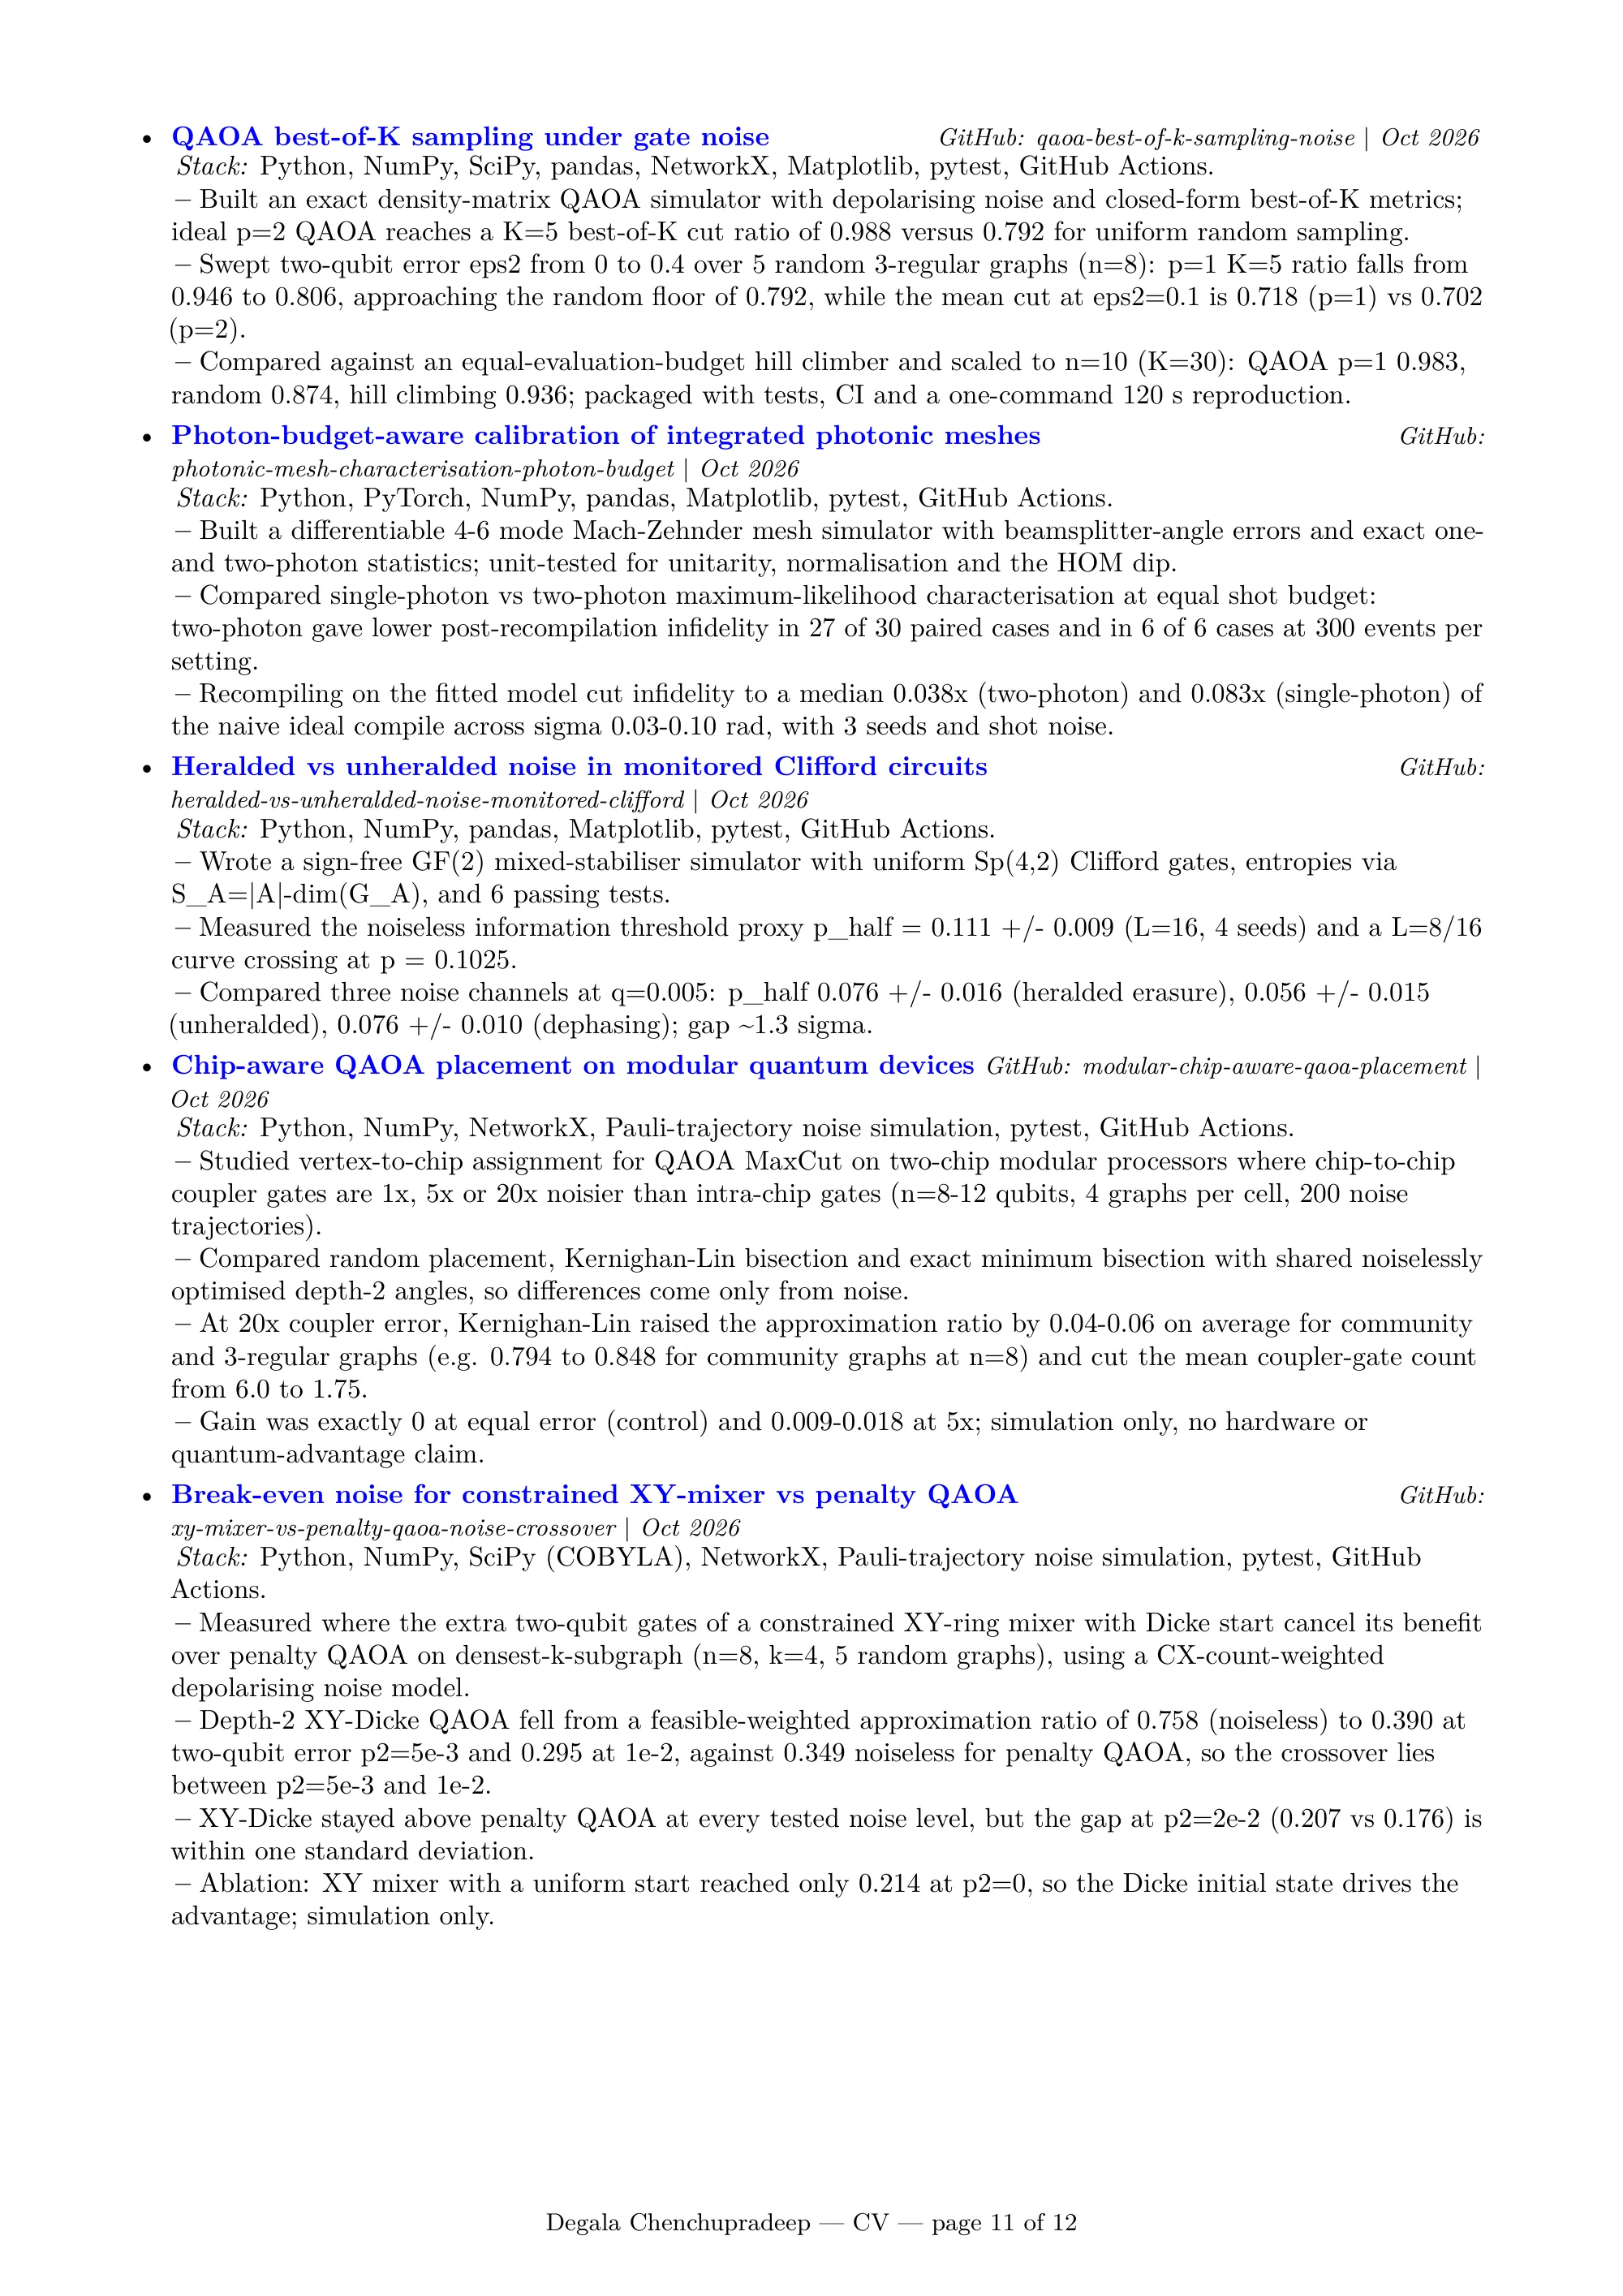 • QAOA best-of-K sampling under gate noise GitHub: qaoa-best-of-k-sampling-noise | Oct 2026
Stack: Python, NumPy, SciPy, pandas, NetworkX, Matplotlib, pytest, GitHub Actions.
– Built an exact density-matrix QAOA simulator with depolarising noise and closed-form best-of-K metrics;
ideal p=2 QAOA reaches a K=5 best-of-K cut ratio of 0.988 versus 0.792 for uniform random sampling.
– Swept two-qubit error eps2 from 0 to 0.4 over 5 random 3-regular graphs (n=8): p=1 K=5 ratio falls from
0.946 to 0.806, approaching the random floor of 0.792, while the mean cut at eps2=0.1 is 0.718 (p=1) vs 0.702
(p=2).
– Compared against an equal-evaluation-budget hill climber and scaled to n=10 (K=30): QAOA p=1 0.983,
random 0.874, hill climbing 0.936; packaged with tests, CI and a one-command 120 s reproduction.
• Photon-budget-aware calibration of integrated photonic meshes GitHub:
photonic-mesh-characterisation-photon-budget | Oct 2026
Stack: Python, PyTorch, NumPy, pandas, Matplotlib, pytest, GitHub Actions.
– Built a differentiable 4-6 mode Mach-Zehnder mesh simulator with beamsplitter-angle errors and exact one-
and two-photon statistics; unit-tested for unitarity, normalisation and the HOM dip.
– Compared single-photon vs two-photon maximum-likelihood characterisation at equal shot budget:
two-photon gave lower post-recompilation infidelity in 27 of 30 paired cases and in 6 of 6 cases at 300 events per
setting.
– Recompiling on the fitted model cut infidelity to a median 0.038x (two-photon) and 0.083x (single-photon) of
the naive ideal compile across sigma 0.03-0.10 rad, with 3 seeds and shot noise.
• Heralded vs unheralded noise in monitored Clifford circuits GitHub:
heralded-vs-unheralded-noise-monitored-clifford | Oct 2026
Stack: Python, NumPy, pandas, Matplotlib, pytest, GitHub Actions.
– Wrote a sign-free GF(2) mixed-stabiliser simulator with uniform Sp(4,2) Clifford gates, entropies via
S_A=|A|-dim(G_A), and 6 passing tests.
– Measured the noiseless information threshold proxy p_half = 0.111 +/- 0.009 (L=16, 4 seeds) and a L=8/16
curve crossing at p = 0.1025.
– Compared three noise channels at q=0.005: p_half 0.076 +/- 0.016 (heralded erasure), 0.056 +/- 0.015
(unheralded), 0.076 +/- 0.010 (dephasing); gap ~1.3 sigma.
• Chip-aware QAOA placement on modular quantum devices GitHub: modular-chip-aware-qaoa-placement |
Oct 2026
Stack: Python, NumPy, NetworkX, Pauli-trajectory noise simulation, pytest, GitHub Actions.
– Studied vertex-to-chip assignment for QAOA MaxCut on two-chip modular processors where chip-to-chip
coupler gates are 1x, 5x or 20x noisier than intra-chip gates (n=8-12 qubits, 4 graphs per cell, 200 noise
trajectories).
– Compared random placement, Kernighan-Lin bisection and exact minimum bisection with shared noiselessly
optimised depth-2 angles, so differences come only from noise.
– At 20x coupler error, Kernighan-Lin raised the approximation ratio by 0.04-0.06 on average for community
and 3-regular graphs (e.g. 0.794 to 0.848 for community graphs at n=8) and cut the mean coupler-gate count
from 6.0 to 1.75.
– Gain was exactly 0 at equal error (control) and 0.009-0.018 at 5x; simulation only, no hardware or
quantum-advantage claim.
• Break-even noise for constrained XY-mixer vs penalty QAOA GitHub:
xy-mixer-vs-penalty-qaoa-noise-crossover | Oct 2026
Stack: Python, NumPy, SciPy (COBYLA), NetworkX, Pauli-trajectory noise simulation, pytest, GitHub
Actions.
– Measured where the extra two-qubit gates of a constrained XY-ring mixer with Dicke start cancel its benefit
over penalty QAOA on densest-k-subgraph (n=8, k=4, 5 random graphs), using a CX-count-weighted
depolarising noise model.
– Depth-2 XY-Dicke QAOA fell from a feasible-weighted approximation ratio of 0.758 (noiseless) to 0.390 at
two-qubit error p2=5e-3 and 0.295 at 1e-2, against 0.349 noiseless for penalty QAOA, so the crossover lies
between p2=5e-3 and 1e-2.
– XY-Dicke stayed above penalty QAOA at every tested noise level, but the gap at p2=2e-2 (0.207 vs 0.176) is
within one standard deviation.
– Ablation: XY mixer with a uniform start reached only 0.214 at p2=0, so the Dicke initial state drives the
advantage; simulation only.
Degala Chenchupradeep — CV — page 11 of 12